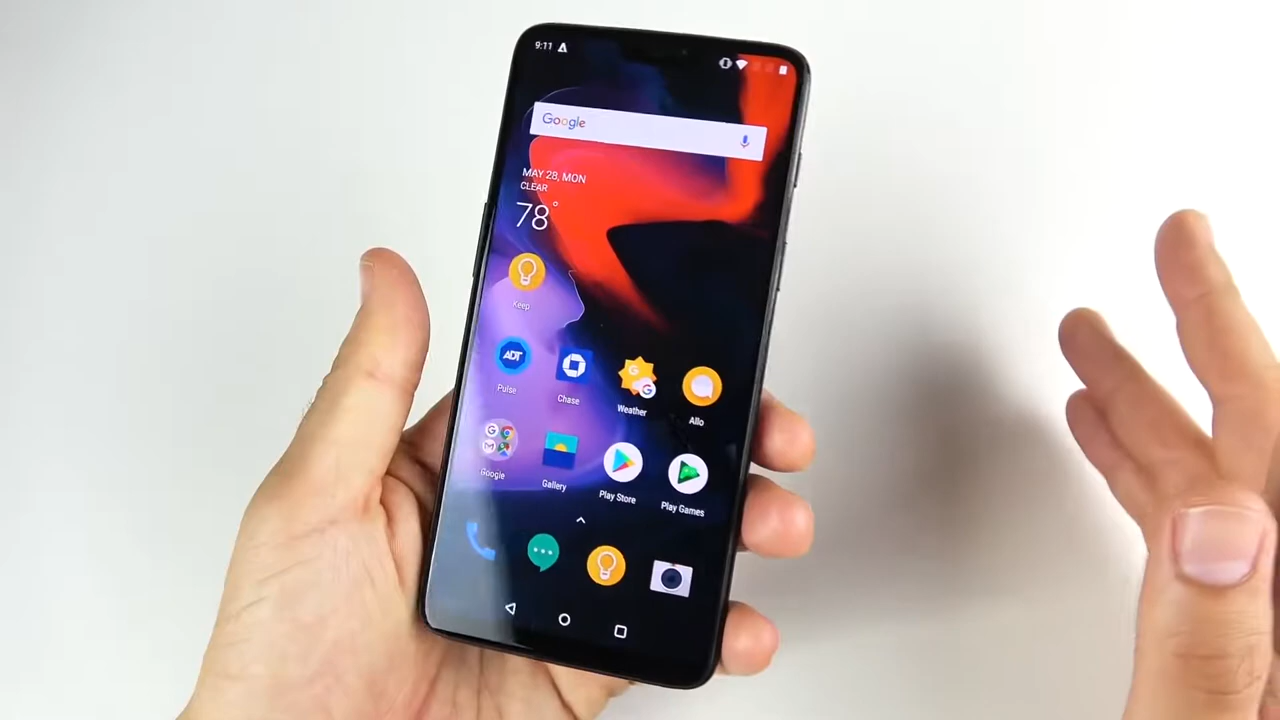 9:11
Google
MAY 28, MON
CLEAR
78°
Keep
ADT
Pulse
Chase
G
G
Weather
Allo
G
M
Google
Gallery
Play Store
Play Games